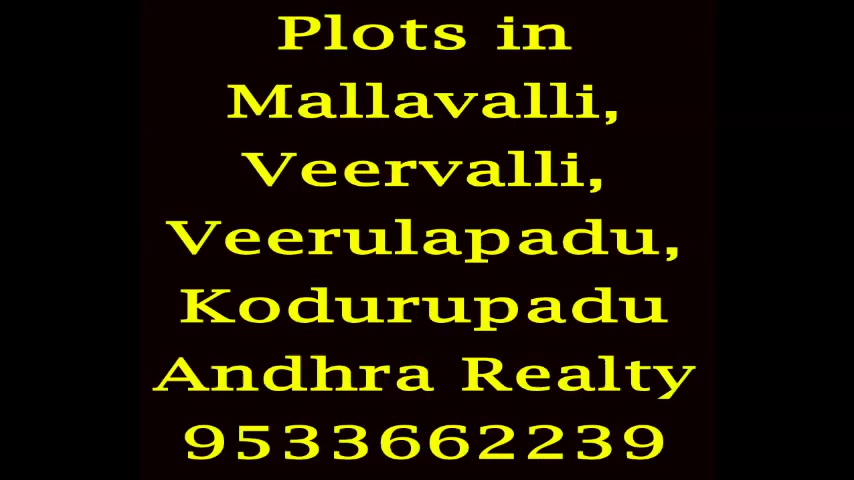 Plots in
Mallavalli,
Veervalli,
Veerulapadu,
Kodurupadu
Andhra Realty
9533662239